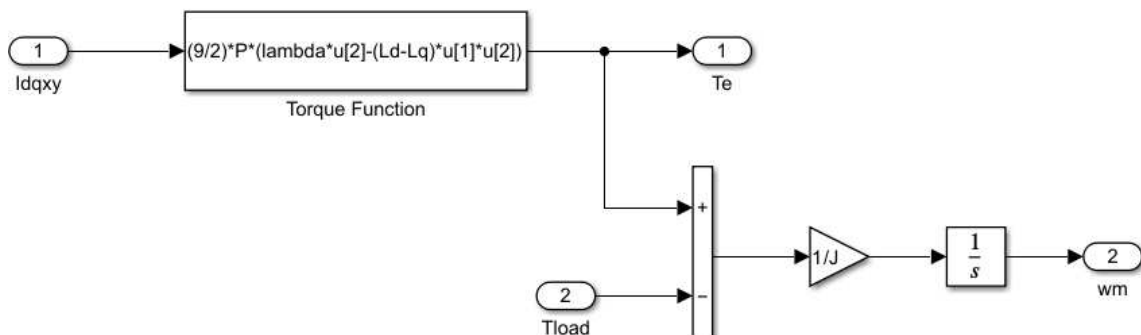 1
Idqxy
(9/2)*P*(lambda*u[2]-(Ld-Lq)*u[1]*u[2])
Torque Function
1
Te
+
−
2
Tload
1/J
1
s
2
wm